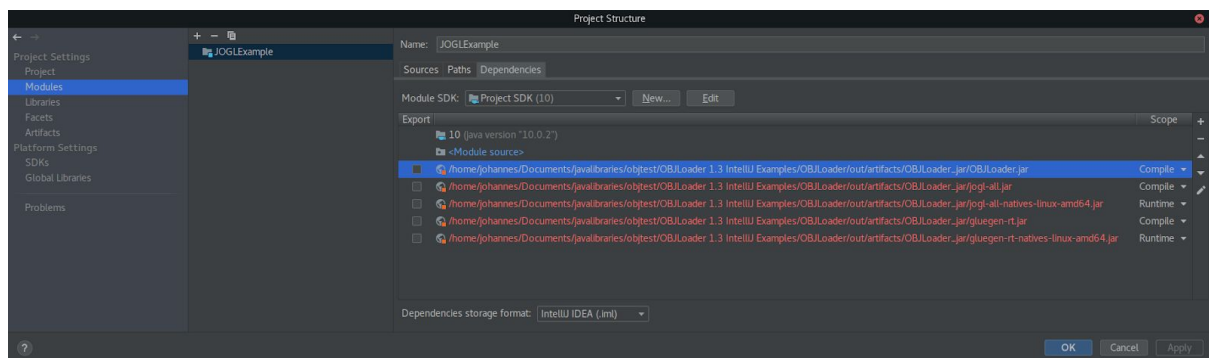 Project Structure
Project Settings
Project
Modules
Libraries
Facets
Artifacts
Platform Settings
SDKs
Global Libraries
Problems
JOGLExample
Name: JOGLExample
Sources Paths Dependencies
Module SDK: Project SDK (10) New... Edit
Export Scope
10 (java version "10.0.2")
<Module source>
/home/johannes/Documents/javalibraries/objtest/OBJLoader 1.3 IntelliJ Examples/OBJLoader/out/artifacts/OBJLoader_jar/OBJLoader.jar Compile
/home/johannes/Documents/javalibraries/objtest/OBJLoader 1.3 IntelliJ Examples/OBJLoader/out/artifacts/OBJLoader_jar/jogl-all.jar Compile
/home/johannes/Documents/javalibraries/objtest/OBJLoader 1.3 IntelliJ Examples/OBJLoader/out/artifacts/OBJLoader_jar/jogl-all-natives-linux-amd64.jar Runtime
/home/johannes/Documents/javalibraries/objtest/OBJLoader 1.3 IntelliJ Examples/OBJLoader/out/artifacts/OBJLoader_jar/gluegen-rt.jar Compile
/home/johannes/Documents/javalibraries/objtest/OBJLoader 1.3 IntelliJ Examples/OBJLoader/out/artifacts/OBJLoader_jar/gluegen-rt-natives-linux-amd64.jar Runtime
Dependencies storage format: IntelliJ IDEA (.iml)
? OK Cancel Apply